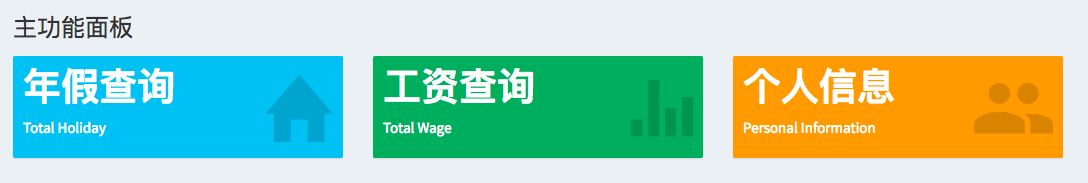 主功能面板
年假查询
Total Holiday
工资查询
Total Wage
个人信息
Personal Information